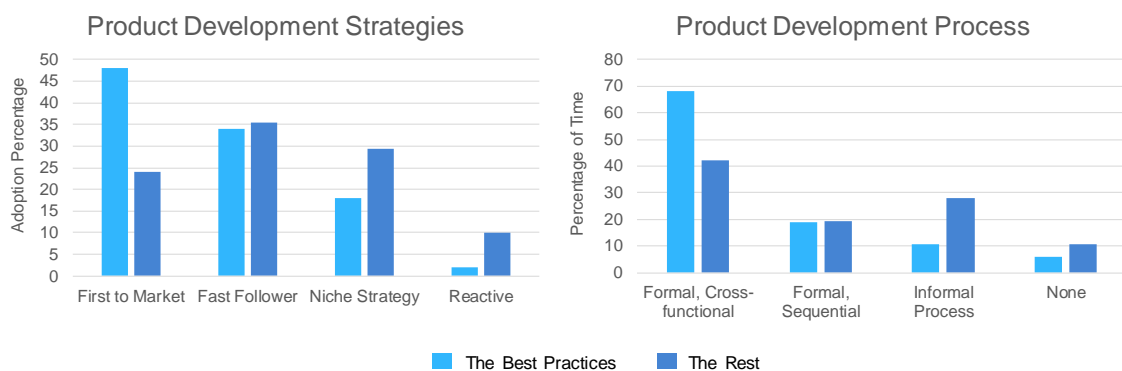 Product Development Strategies
50
45
40
35
30
25
20
15
10
5
0
Adoption Percentage
First to Market
Fast Follower
Niche Strategy
Reactive
Product Development Process
80
70
60
50
40
30
20
10
0
Percentage of Time
Formal, Cross-
functional
Formal,
Sequential
Informal
Process
None
The Best Practices
The Rest